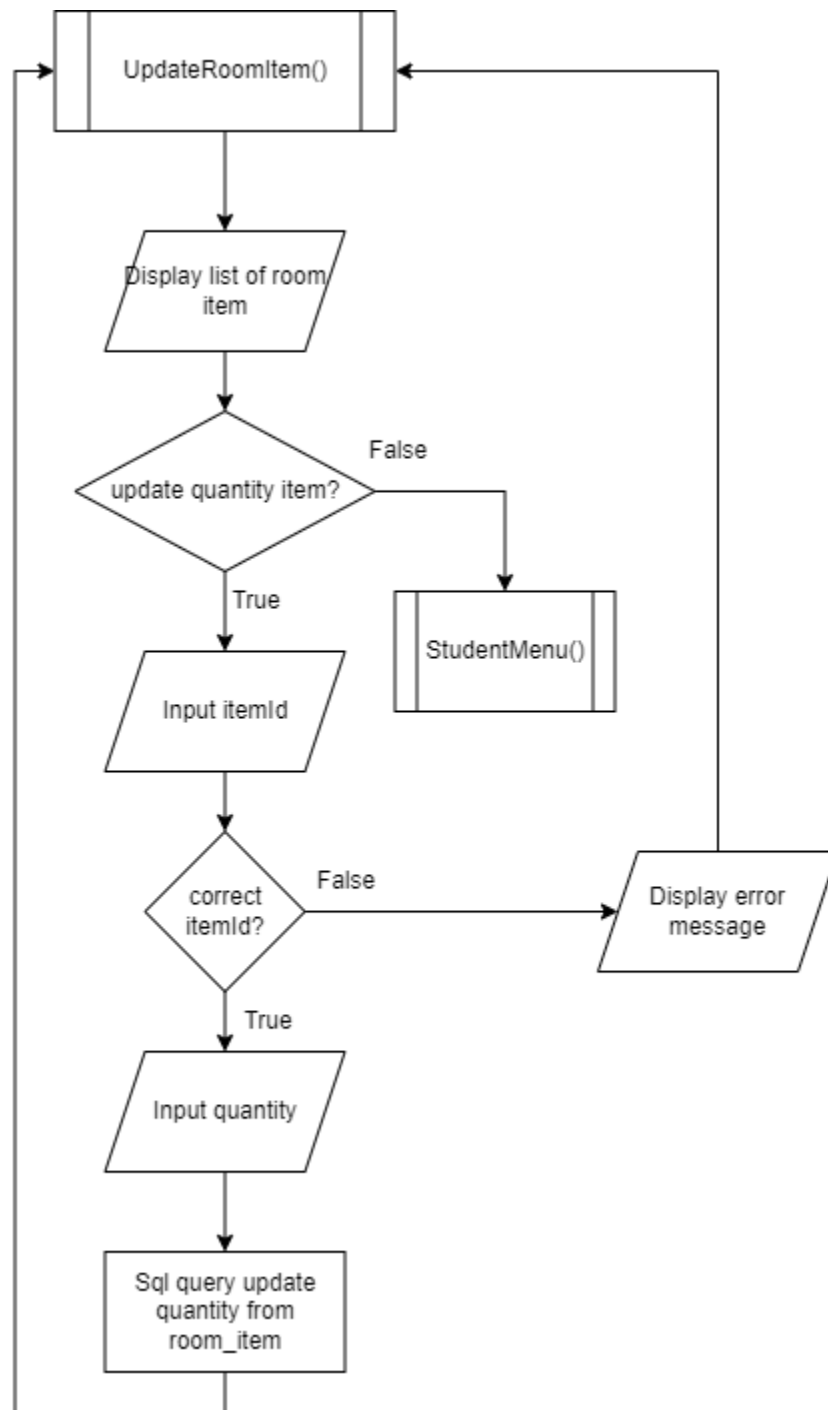 UpdateRoomItem()
Display list of room
item
False
update quantity item?
True
StudentMenu()
Input itemId
correct
itemId?
False
Display error
message
True
Input quantity
Sql query update
quantity from
room_item